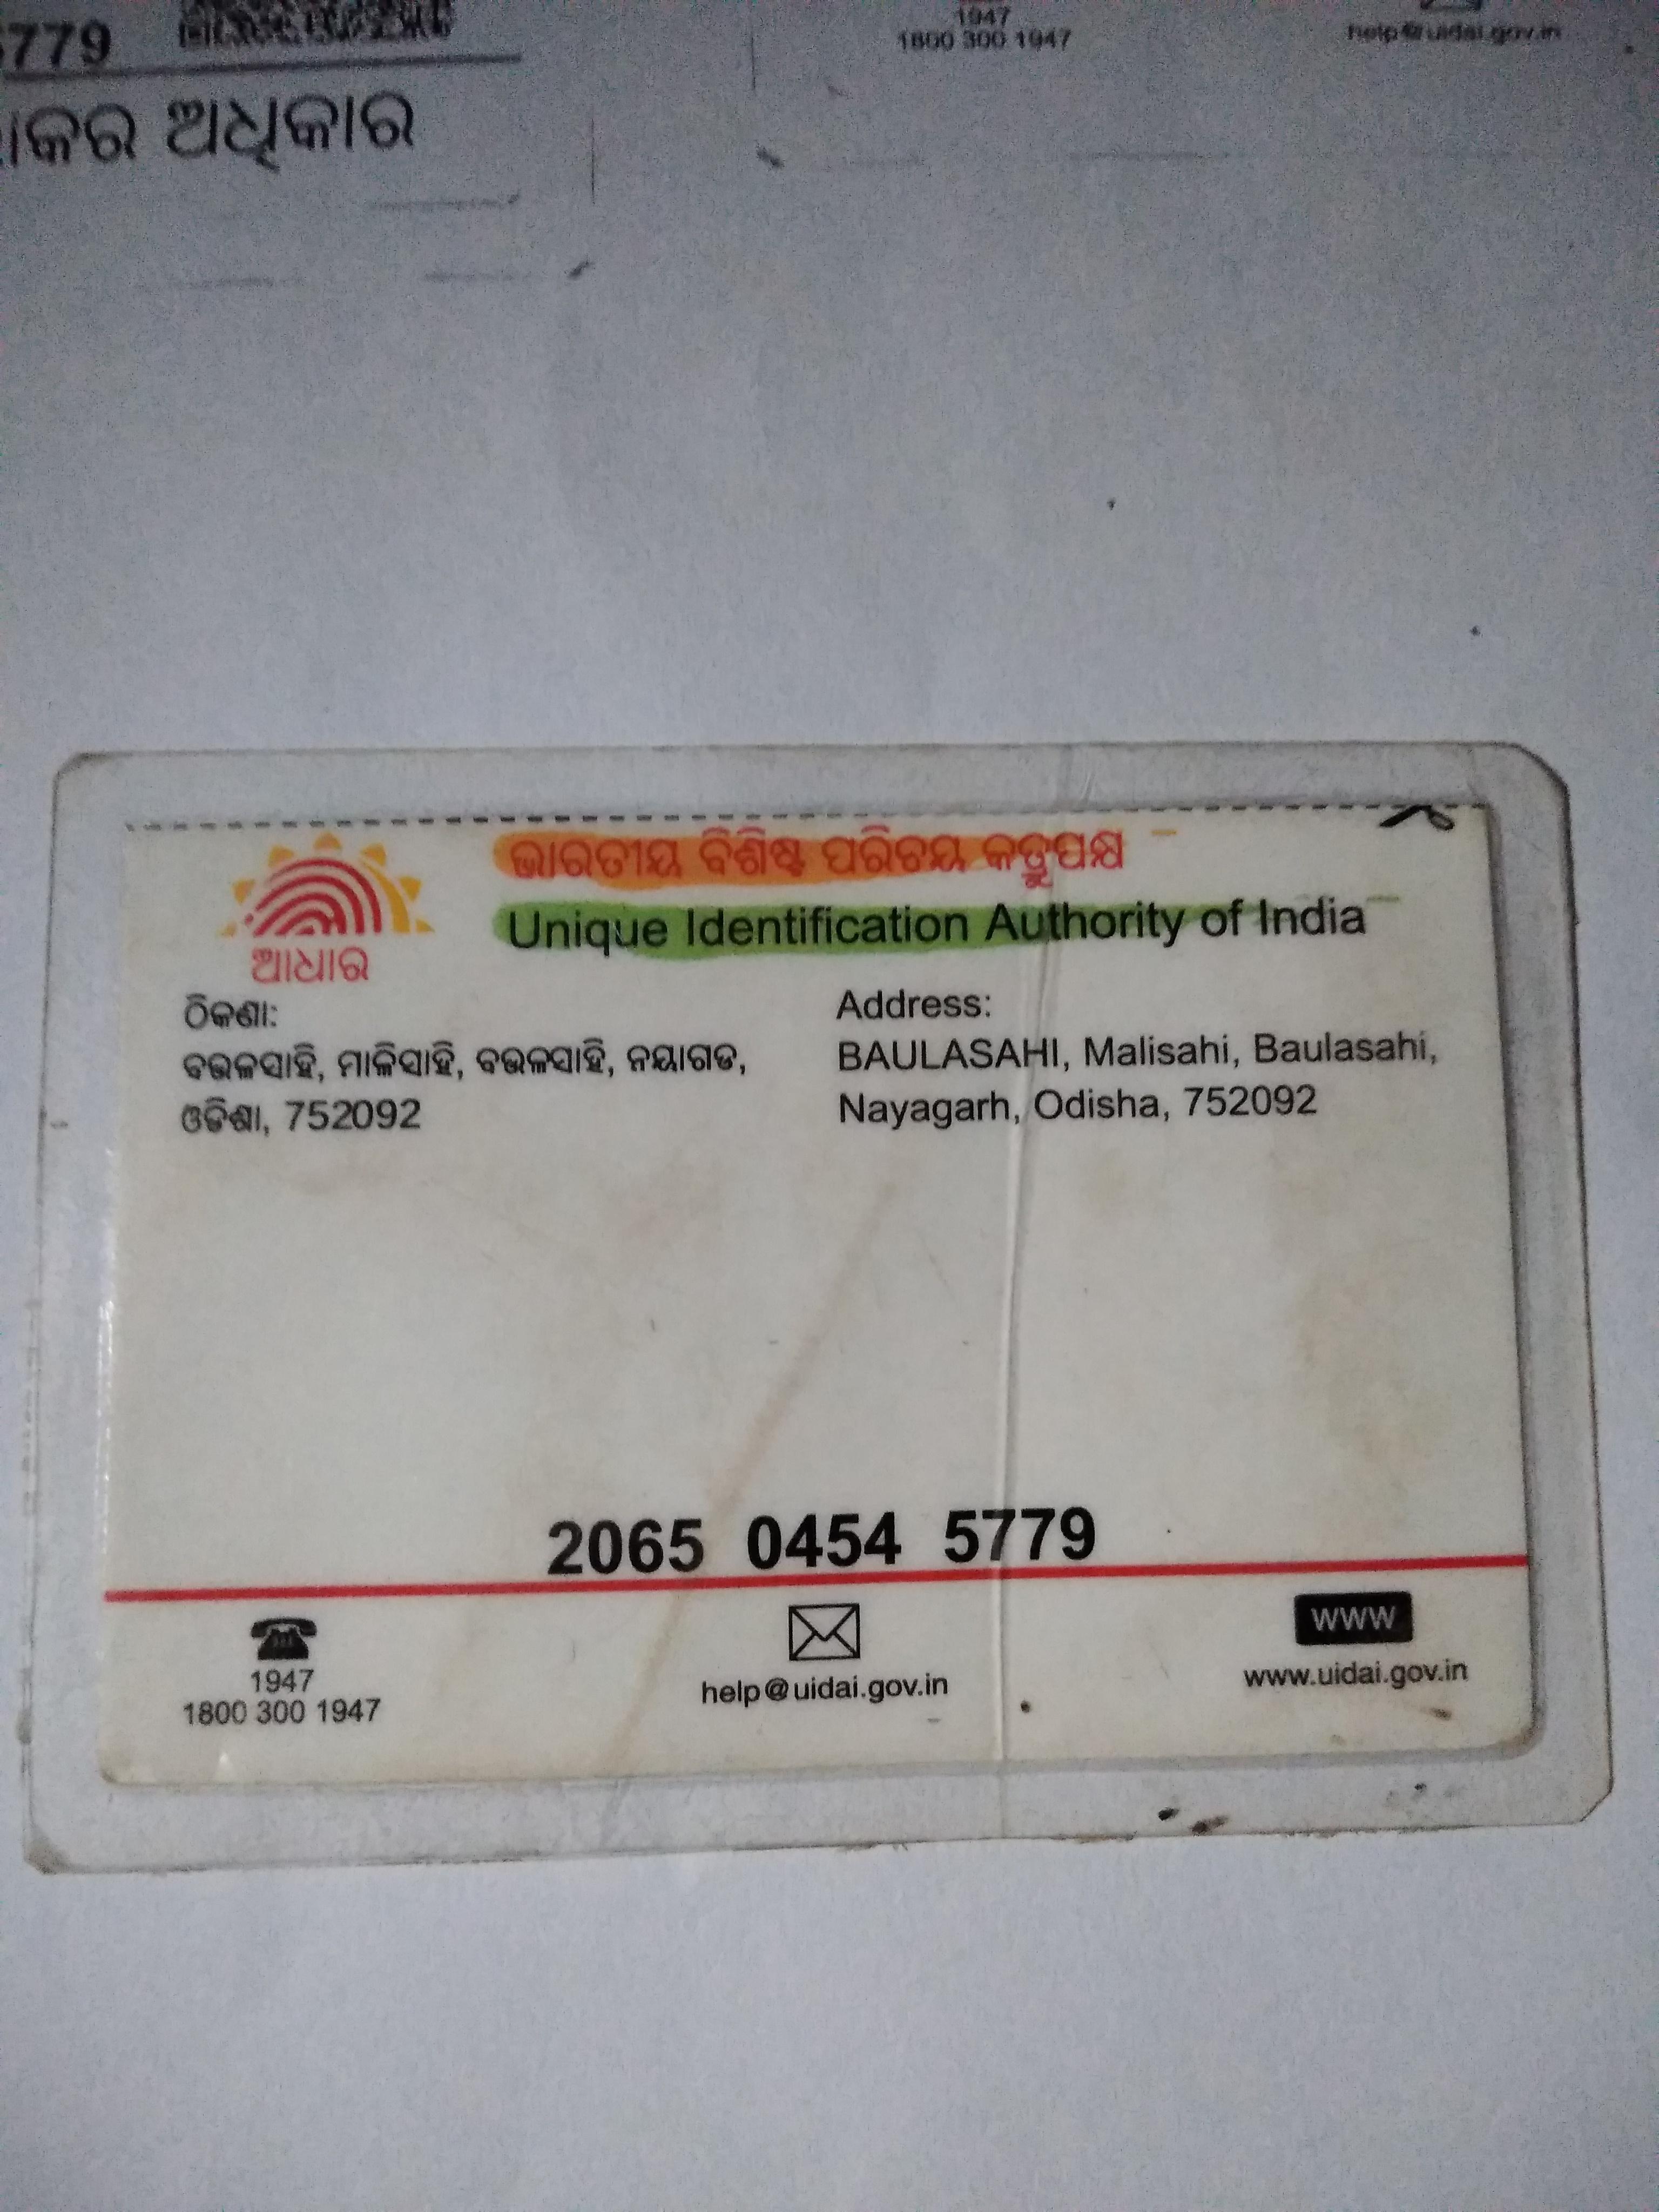 5779
1947
1800 300 1947
help@uidai.gov.in
ଅଧିକାର
ଭାରତୀୟ ବିଶିଷ୍ଟ ପରିଚୟ କର୍ତ୍ତୃପକ୍ଷ
Unique Identification Authority of India
ଆଧାର
ଠିକଣା:
ବଉଳସାହି, ମାଳିସାହି, ବଉଳସାହି, ନୟାଗଡ,
ଓଡିଶା, 752092
Address:
BAULASAHI, Malisahi, Baulasahi,
Nayagarh, Odisha, 752092
2065 0454 5779
1947
1800 300 1947
help@uidai.gov.in
WWW
www.uidai.gov.in